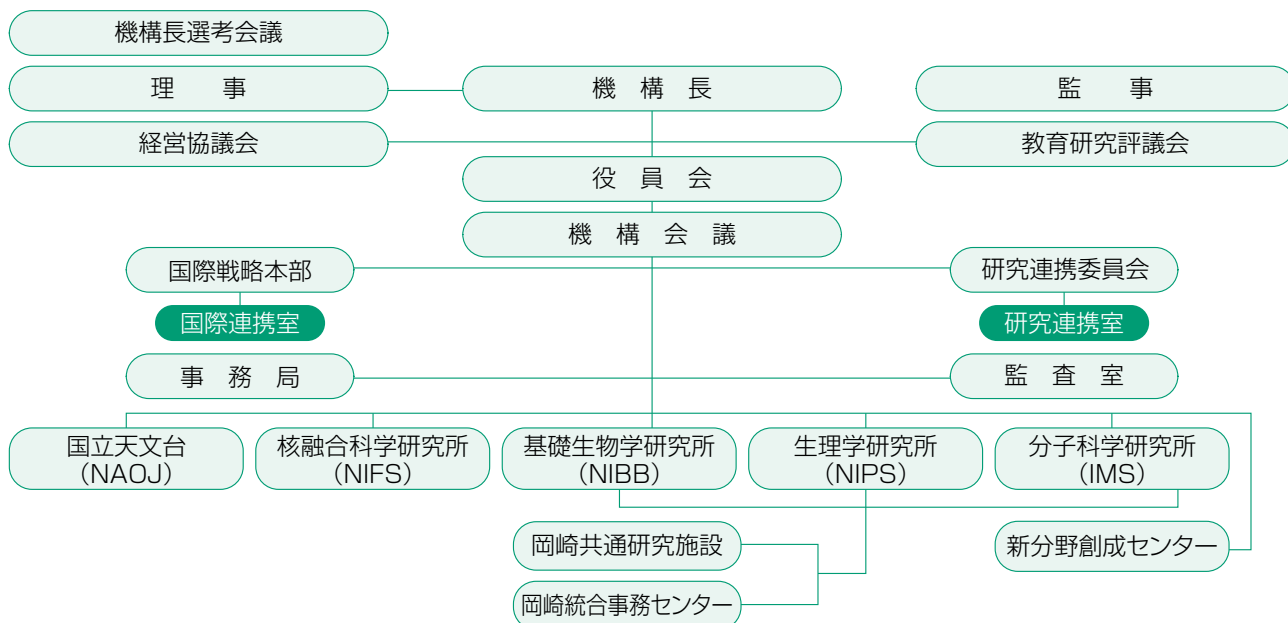 機構長選考会議
理事
機構長
監事
経営協議会
教育研究評議会
役員会
機構会議
国際戦略本部
研究連携委員会
国際連携室
研究連携室
事務局
監査室
国立天文台
(NAOJ)
核融合科学研究所
(NIFS)
基礎生物学研究所
(NIBB)
生理学研究所
(NIPS)
分子科学研究所
(IMS)
岡崎共通研究施設
新分野創成センター
岡崎統合事務センター